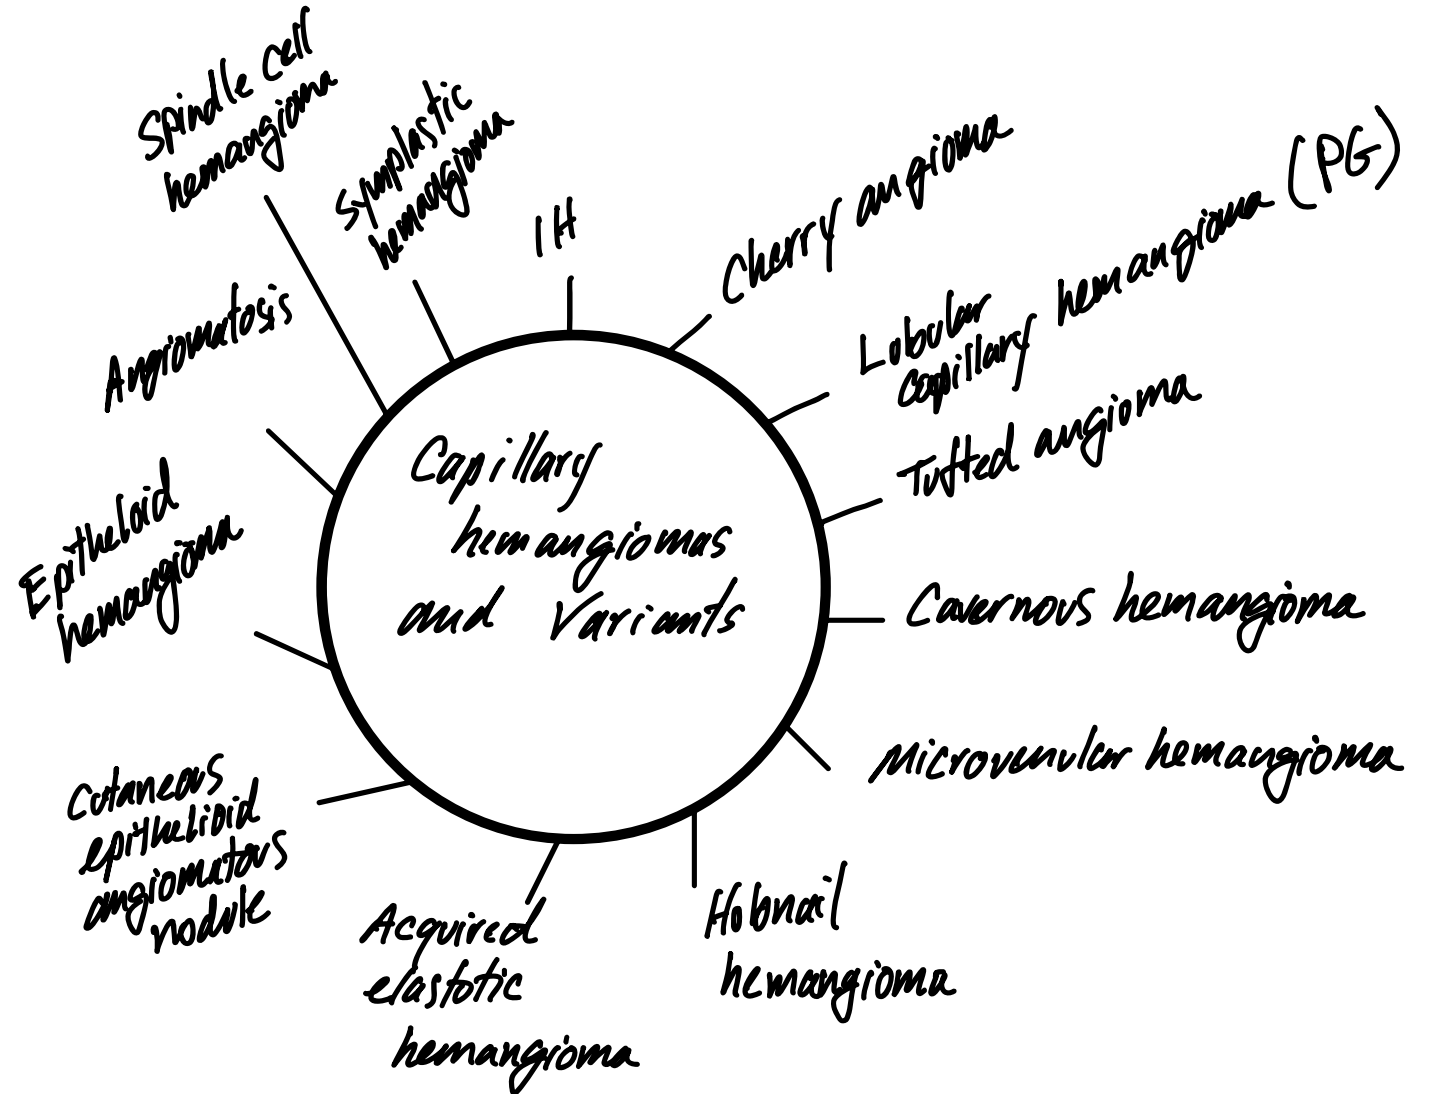 Spindle cell
hemangioma
Symplastic
hemangioma
IH
Cherry angioma
Lobular
capillary hemangioma (PG)
Tufted angioma
Cavernous hemangioma
Microvenular hemangioma
Hobnail
hemangioma
Acquired
elastotic
hemangioma
Cutaneous
epithelioid
angiomatous
nodule
Epitheloid
hemangioma
Angiomatosis
Capillary
hemangiomas
and Variants